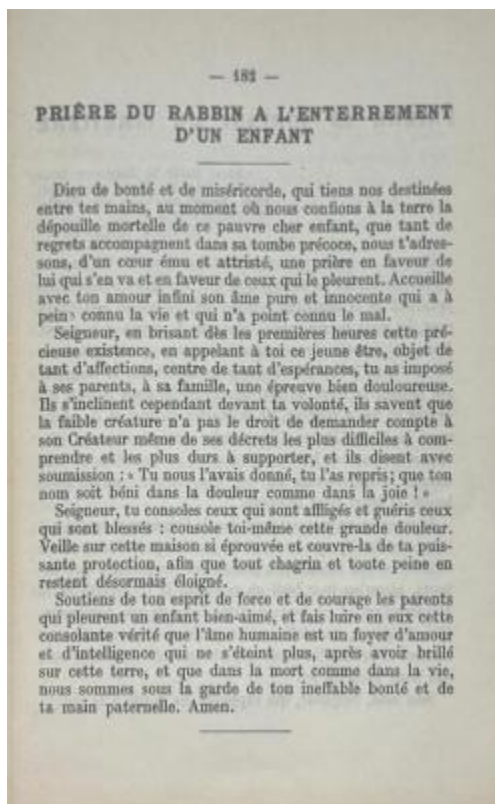 — 182 —
PRIÈRE DU RABBIN A L'ENTERREMENT
D'UN ENFANT
Dieu de bonté et de miséricorde, qui tiens nos destinées
entre tes mains, au moment où nous confions à la terre la
dépouille mortelle de ce pauvre cher enfant, que tant de
regrets accompagnent dans sa tombe précoce, nous t'adres-
sons, d'un cœur ému et attristé, une prière en faveur de
lui qui s'en va et en faveur de ceux qui le pleurent. Accueille
avec ton amour infini son âme pure et innocente qui a à
peine connu la vie et qui n'a point connu le mal.
Seigneur, en brisant dès les premières heures cette pré-
cieuse existence, en appelant à toi ce jeune être, objet de
tant d'affections, centre de tant d'espérances, tu as imposé
à ses parents, à sa famille, une épreuve bien douloureuse.
Ils s'inclinent cependant devant ta volonté, ils savent que
la faible créature n'a pas le droit de demander compte à
son Créateur même de ses décrets les plus difficiles à com-
prendre et les plus durs à supporter, et ils disent avec
soumission : « Tu nous l'avais donné, tu l'as repris; que ton
nom soit béni dans la douleur comme dans la joie ! »
Seigneur, tu consoles ceux qui sont affligés et guéris ceux
qui sont blessés : console toi-même cette grande douleur.
Veille sur cette maison si éprouvée et couvre-la de ta puis-
sante protection, afin que tout chagrin et toute peine en
restent désormais éloigné.
Soutiens de ton esprit de force et de courage les parents
qui pleurent un enfant bien-aimé, et fais luire en eux cette
consolante vérité que l'âme humaine est un foyer d'amour
et d'intelligence qui ne s'éteint plus, après avoir brillé
sur cette terre, et que dans la mort comme dans la vie,
nous sommes sous la garde de ton ineffable bonté et de
ta main paternelle. Amen.